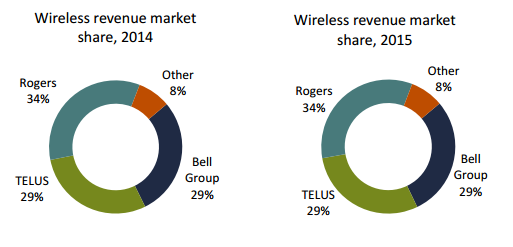 Wireless revenue market
share, 2014
Other
8%
Rogers
34%
Bell
Group
29%
TELUS
29%
Wireless revenue market
share, 2015
Other
8%
Rogers
34%
Bell
Group
29%
TELUS
29%